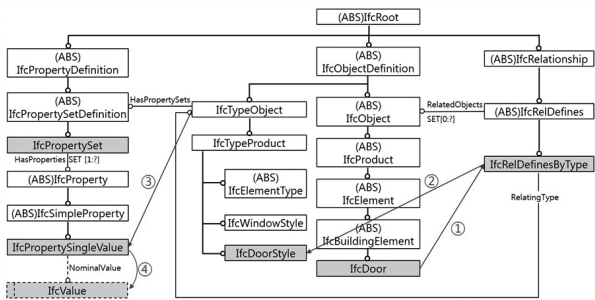 (ABS)IfcRoot
(ABS)
IfcPropertyDefinition
(ABS)
IfcObjectDefinition
(ABS)IfcRelationship
(ABS)
IfcPropertySetDefinition
HasPropertySets
IfcTypeObject
(ABS)
IfcObject
RelatedObjects
SET[0:?]
(ABS)IfcRelDefines
IfcPropertySet
HasProperties SET [1:?]
IfcTypeProduct
(ABS)
IfcProduct
IfcRelDefinesByType
(ABS)IfcProperty
③
(ABS)
IfcElementType
(ABS)
IfcElement
②
RelatingType
(ABS)IfcSimpleProperty
IfcWindowStyle
(ABS)
IfcBuildingElement
①
IfcPropertySingleValue
IfcDoorStyle
IfcDoor
NominalValue
④
IfcValue